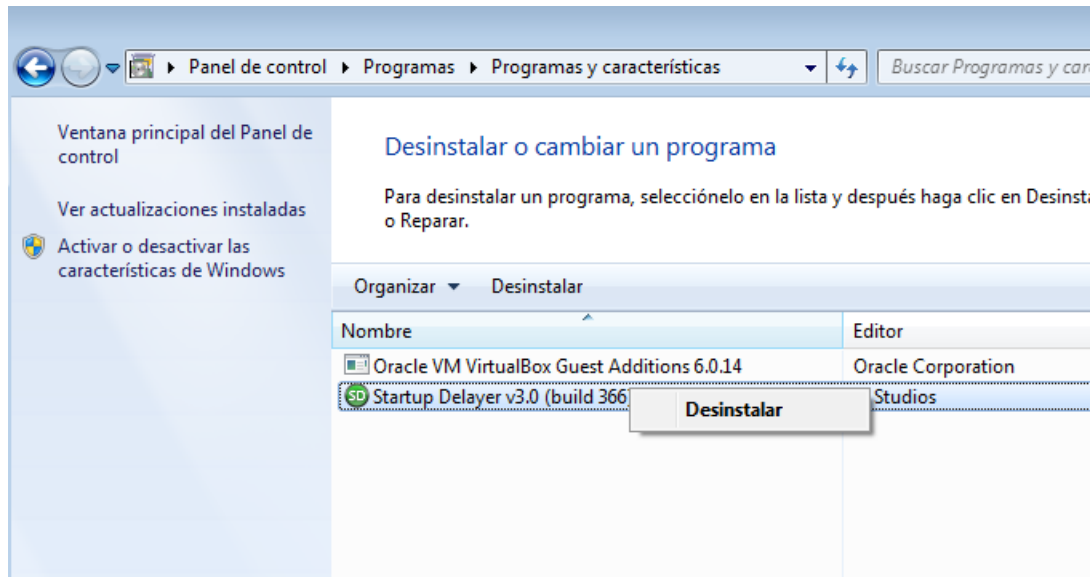 Panel de control Programas Programas y características
Buscar Programas y
Ventana principal del Panel de
control
Ver actualizaciones instaladas
Activar o desactivar las
características de Windows
Desinstalar o cambiar un programa
Para desinstalar un programa, selecciónelo en la lista y después haga clic en
o Reparar.
Organizar Desinstalar
Nombre Editor
Oracle VM VirtualBox Guest Additions 6.0.14 Oracle Corporation
SD Startup Delayer v3.0 (build 366) Studios
Desinstalar